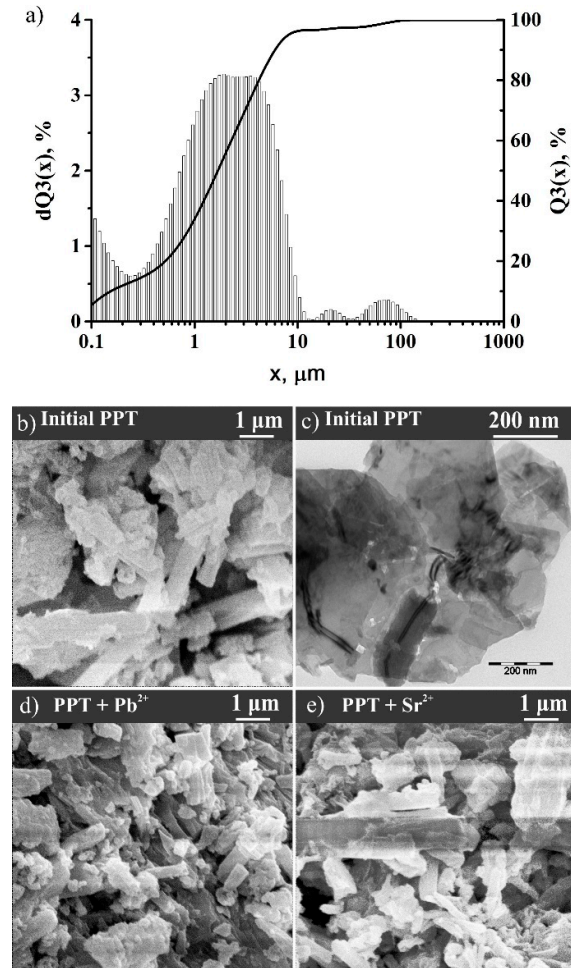 a)
4
3
2
1
0
dQ3(x), %
100
80
60
40
20
0
Q3(x), %
0.1 1 10 100 1000
x, μm
b) Initial PPT 1 μm
c) Initial PPT 200 nm
200 nm
d) PPT + Pb²⁺ 1 μm
e) PPT + Sr²⁺ 1 μm